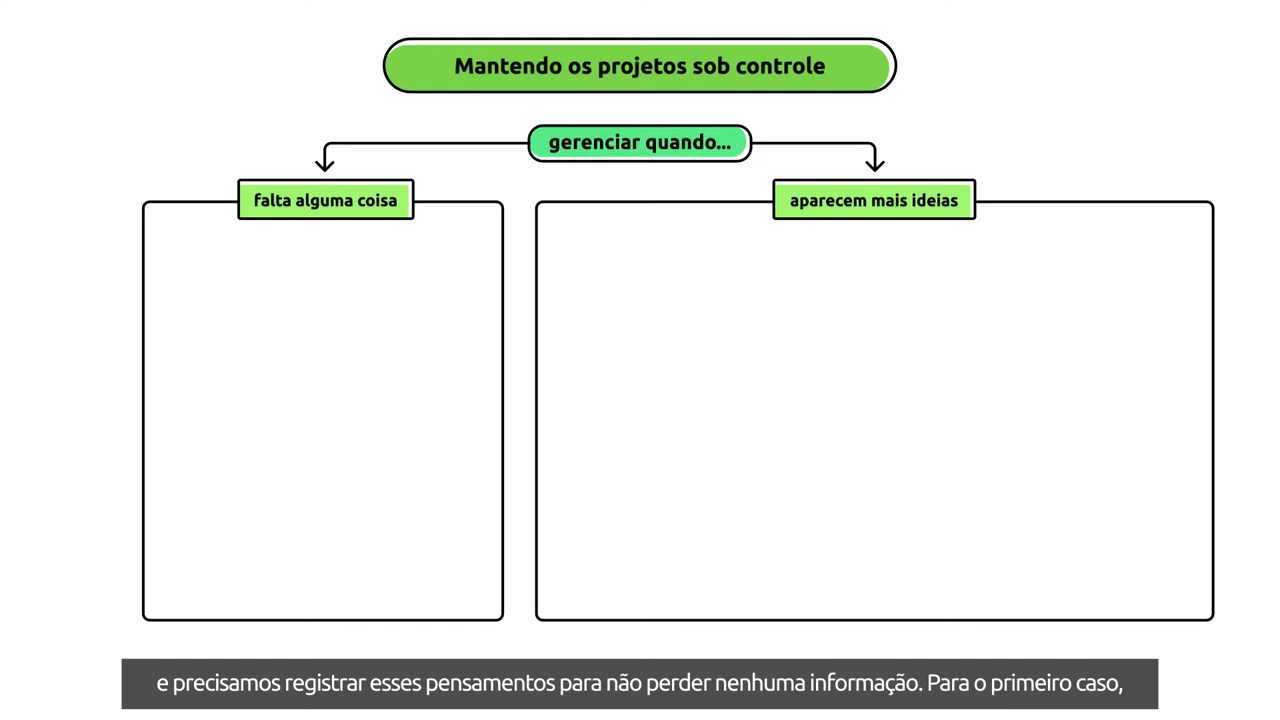 Mantendo os projetos sob controle
gerenciar quando...
falta alguma coisa
aparecem mais ideias
e precisamos registrar esses pensamentos para não perder nenhuma informação. Para o primeiro caso,